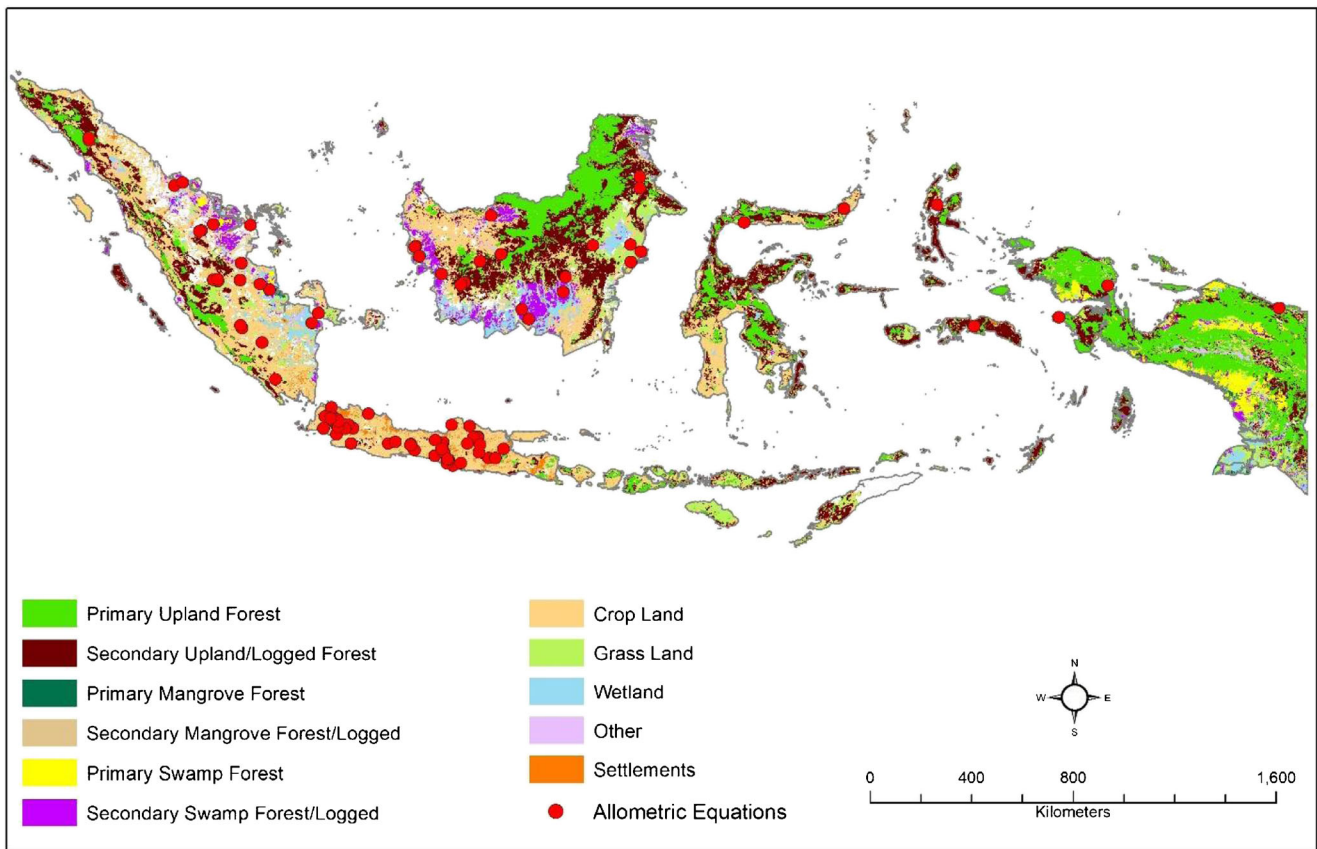 Primary Upland Forest
Secondary Upland/Logged Forest
Primary Mangrove Forest
Secondary Mangrove Forest/Logged
Primary Swamp Forest
Secondary Swamp Forest/Logged
Crop Land
Grass Land
Wetland
Other
Settlements
Allometric Equations
N
W E
S
0 400 800 1,600
Kilometers